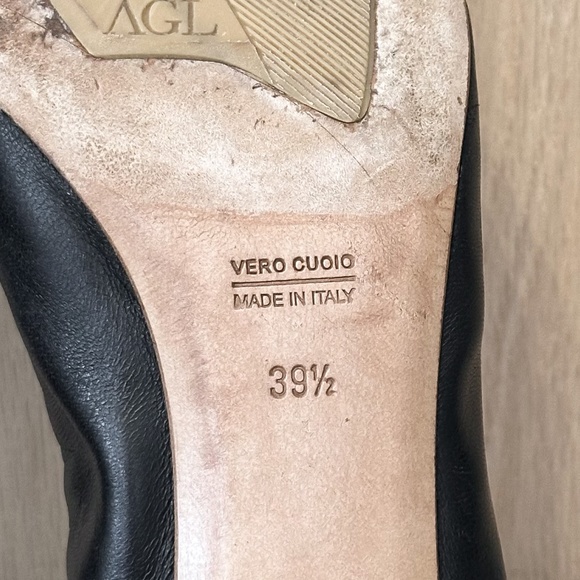 AGL
VERO CUOIO
MADE IN ITALY
39½